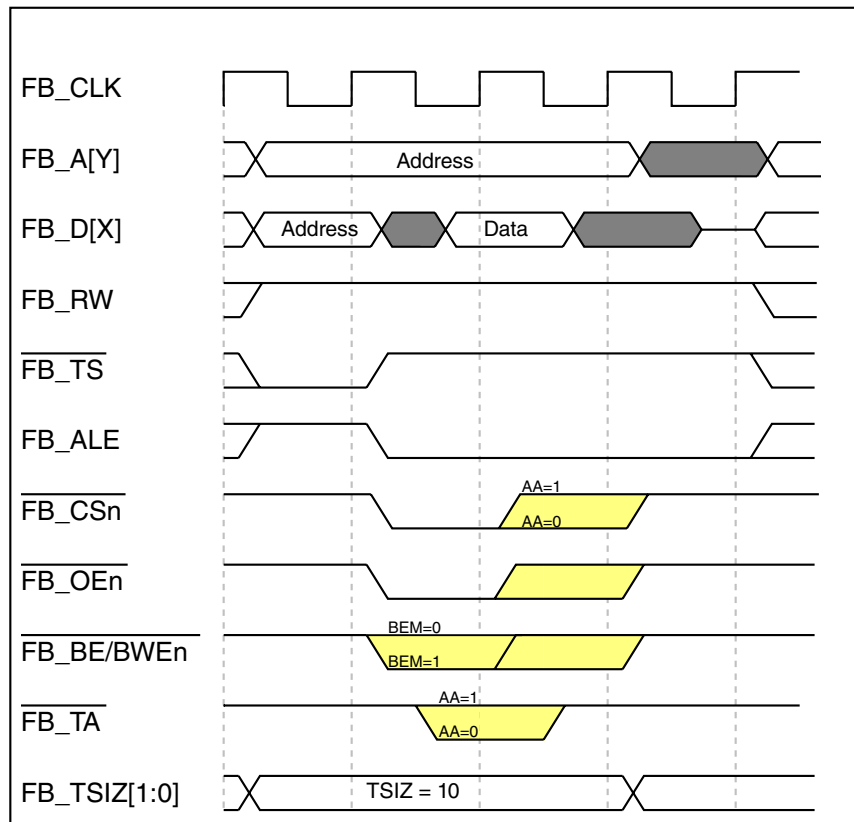 FB_CLK
FB_A[Y]
Address
FB_D[X]
Address
Data
FB_RW
FB_TS
FB_ALE
FB_CSn
AA=1
AA=0
FB_OEn
FB_BE/BWEn
BEM=0
BEM=1
FB_TA
AA=1
AA=0
FB_TSIZ[1:0]
TSIZ = 10